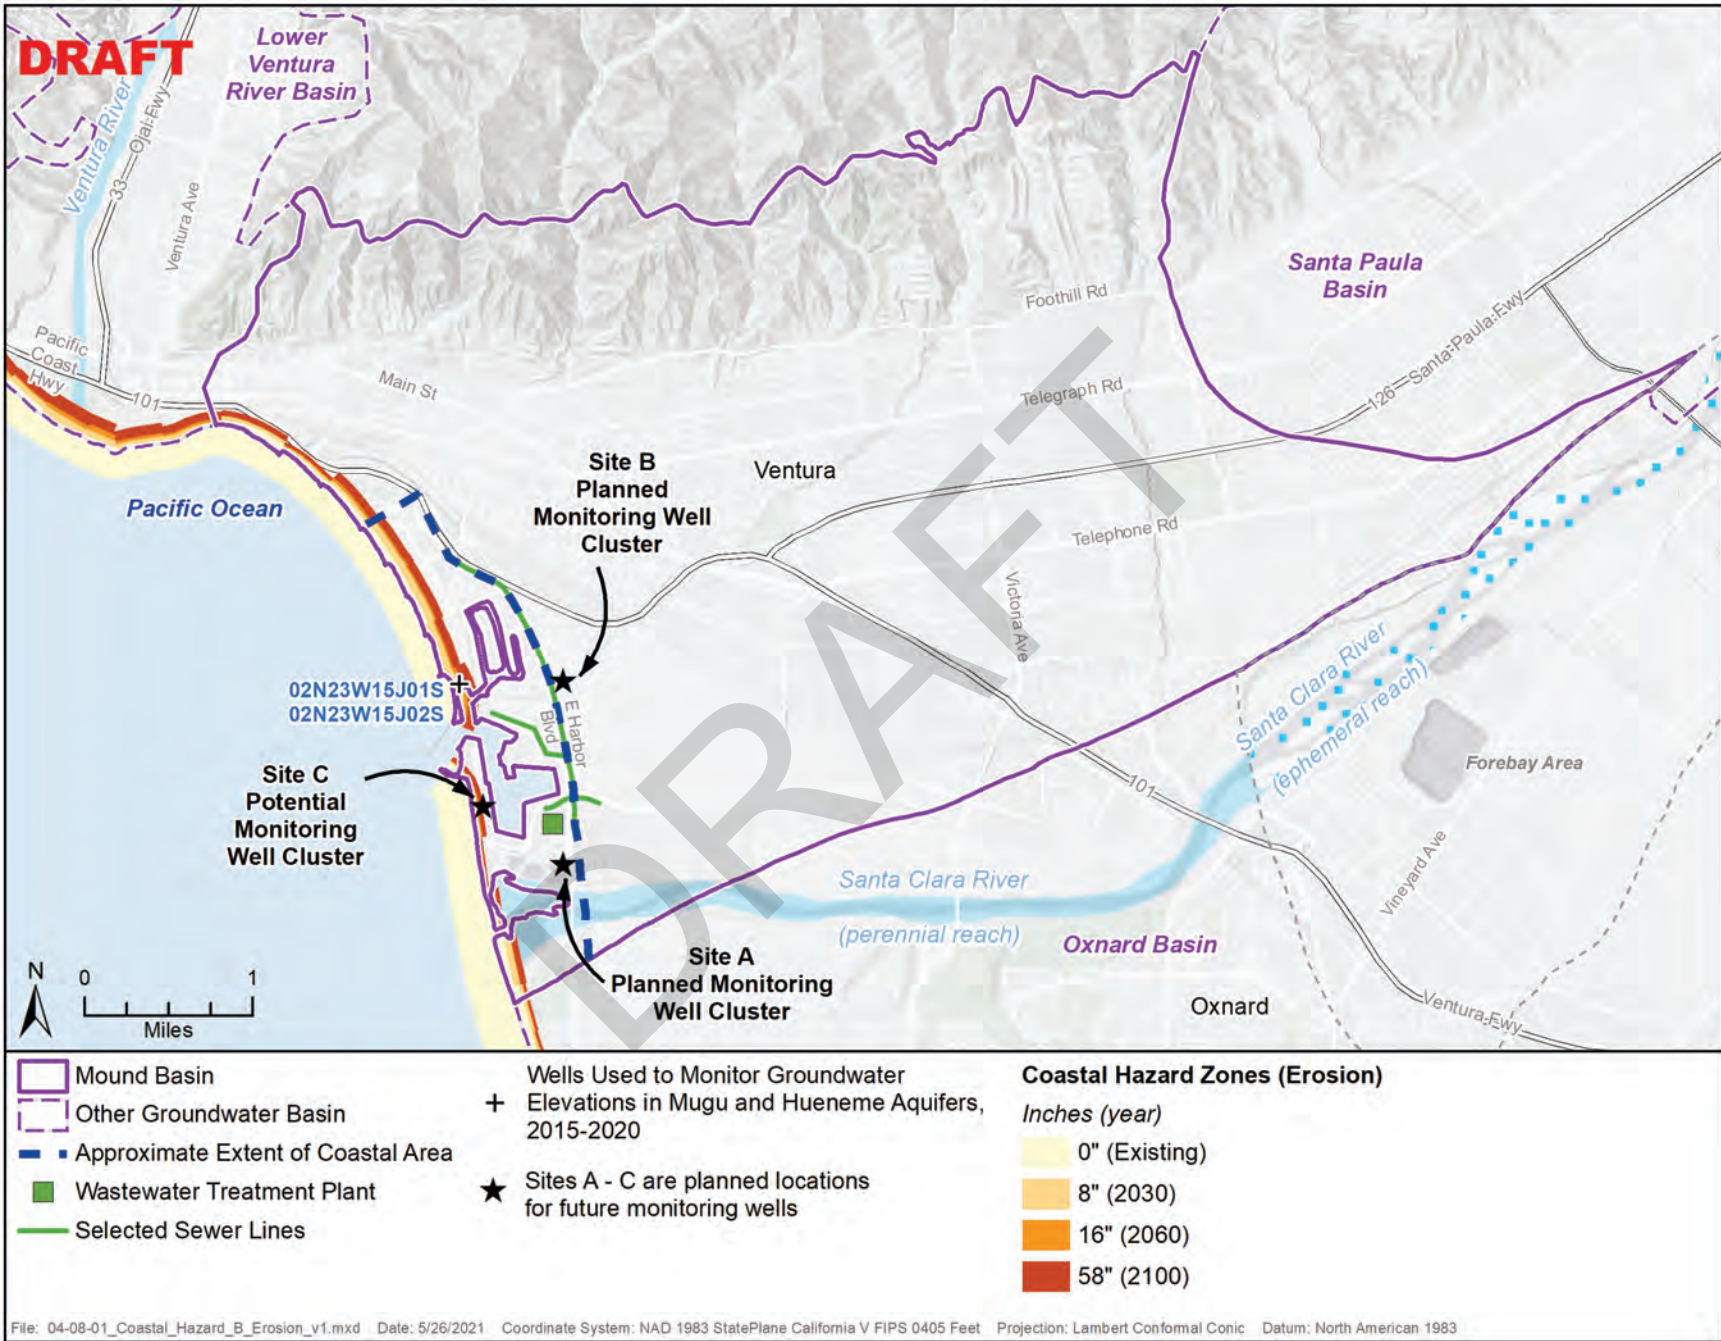 DRAFT
Lower
Ventura
River Basin
Ventura River
33
Ojai Fwy
Ventura Ave
Santa Paula
Basin
Foothill Rd
Pacific
Coast
Hwy
101
Main St
Telegraph Rd
126
Santa Paula Fwy
Pacific Ocean
Site B
Planned
Monitoring Well
Cluster
Ventura
Telephone Rd
Victoria Ave
02N23W15J01S
02N23W15J02S
E Harbor
Blvd
Santa Clara River
(ephemeral reach)
Forebay Area
Site C
Potential
Monitoring
Well Cluster
101
Vineyard Ave
Santa Clara River
(perennial reach)
Oxnard Basin
Site A
Planned Monitoring
Well Cluster
Oxnard
Ventura Fwy
DRAFT
N
0 1
Miles
Mound Basin
Other Groundwater Basin
Approximate Extent of Coastal Area
Wastewater Treatment Plant
Selected Sewer Lines
Wells Used to Monitor Groundwater
Elevations in Mugu and Hueneme Aquifers,
2015-2020
Sites A - C are planned locations
for future monitoring wells
Coastal Hazard Zones (Erosion)
Inches (year)
0" (Existing)
8" (2030)
16" (2060)
58" (2100)
File: 04-08-01_Coastal_Hazard_B_Erosion_v1.mxd Date: 5/26/2021 Coordinate System: NAD 1983 StatePlane California V FIPS 0405 Feet Projection: Lambert Conformal Conic Datum: North American 1983